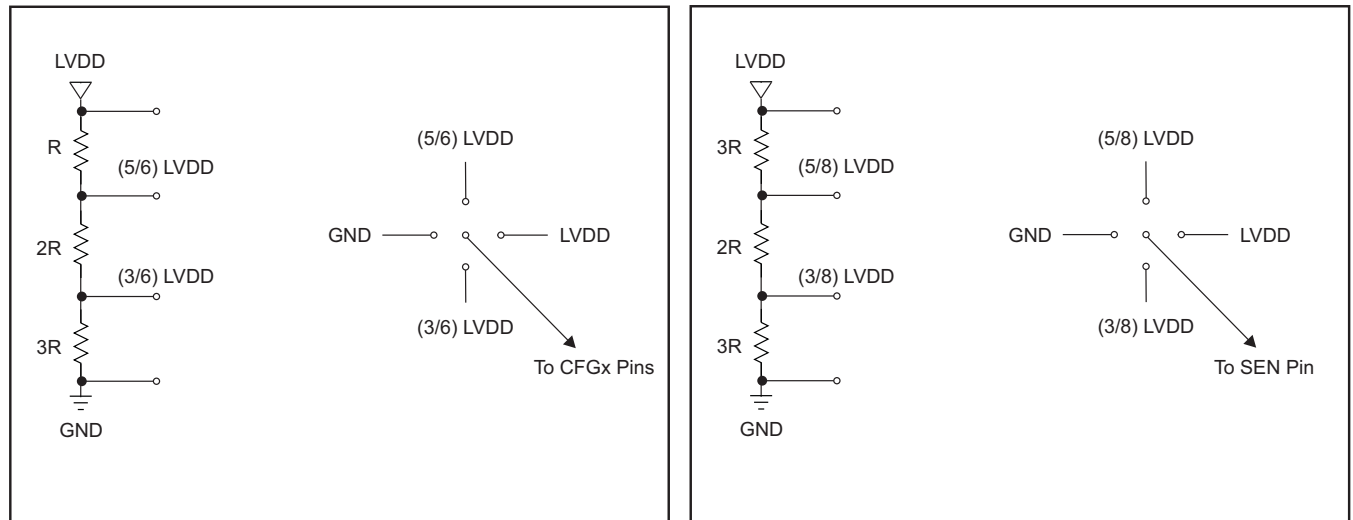 LVDD
R
(5/6) LVDD
2R
(3/6) LVDD
3R
GND
(5/6) LVDD
GND
LVDD
(3/6) LVDD
To CFGx Pins
LVDD
3R
(5/8) LVDD
2R
(3/8) LVDD
3R
GND
(5/8) LVDD
GND
LVDD
(3/8) LVDD
To SEN Pin